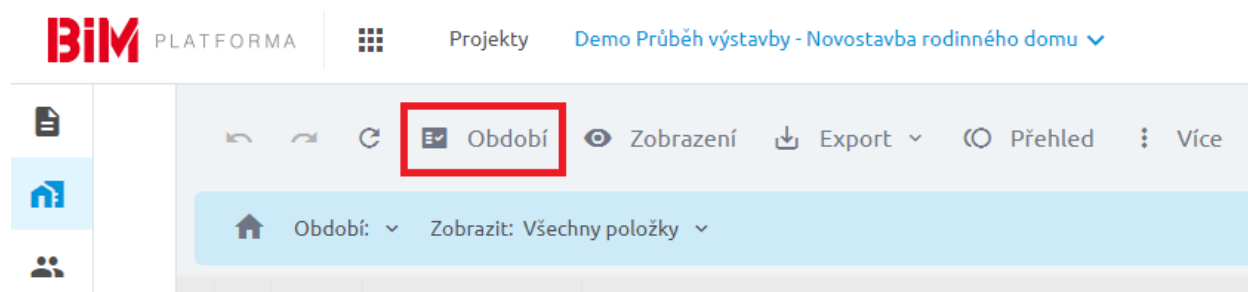 BiM PLATFORMA Projekty Demo Průběh výstavby - Novostavba rodinného domu
Období Zobrazení Export Přehled Více
Období: Zobrazit: Všechny položky